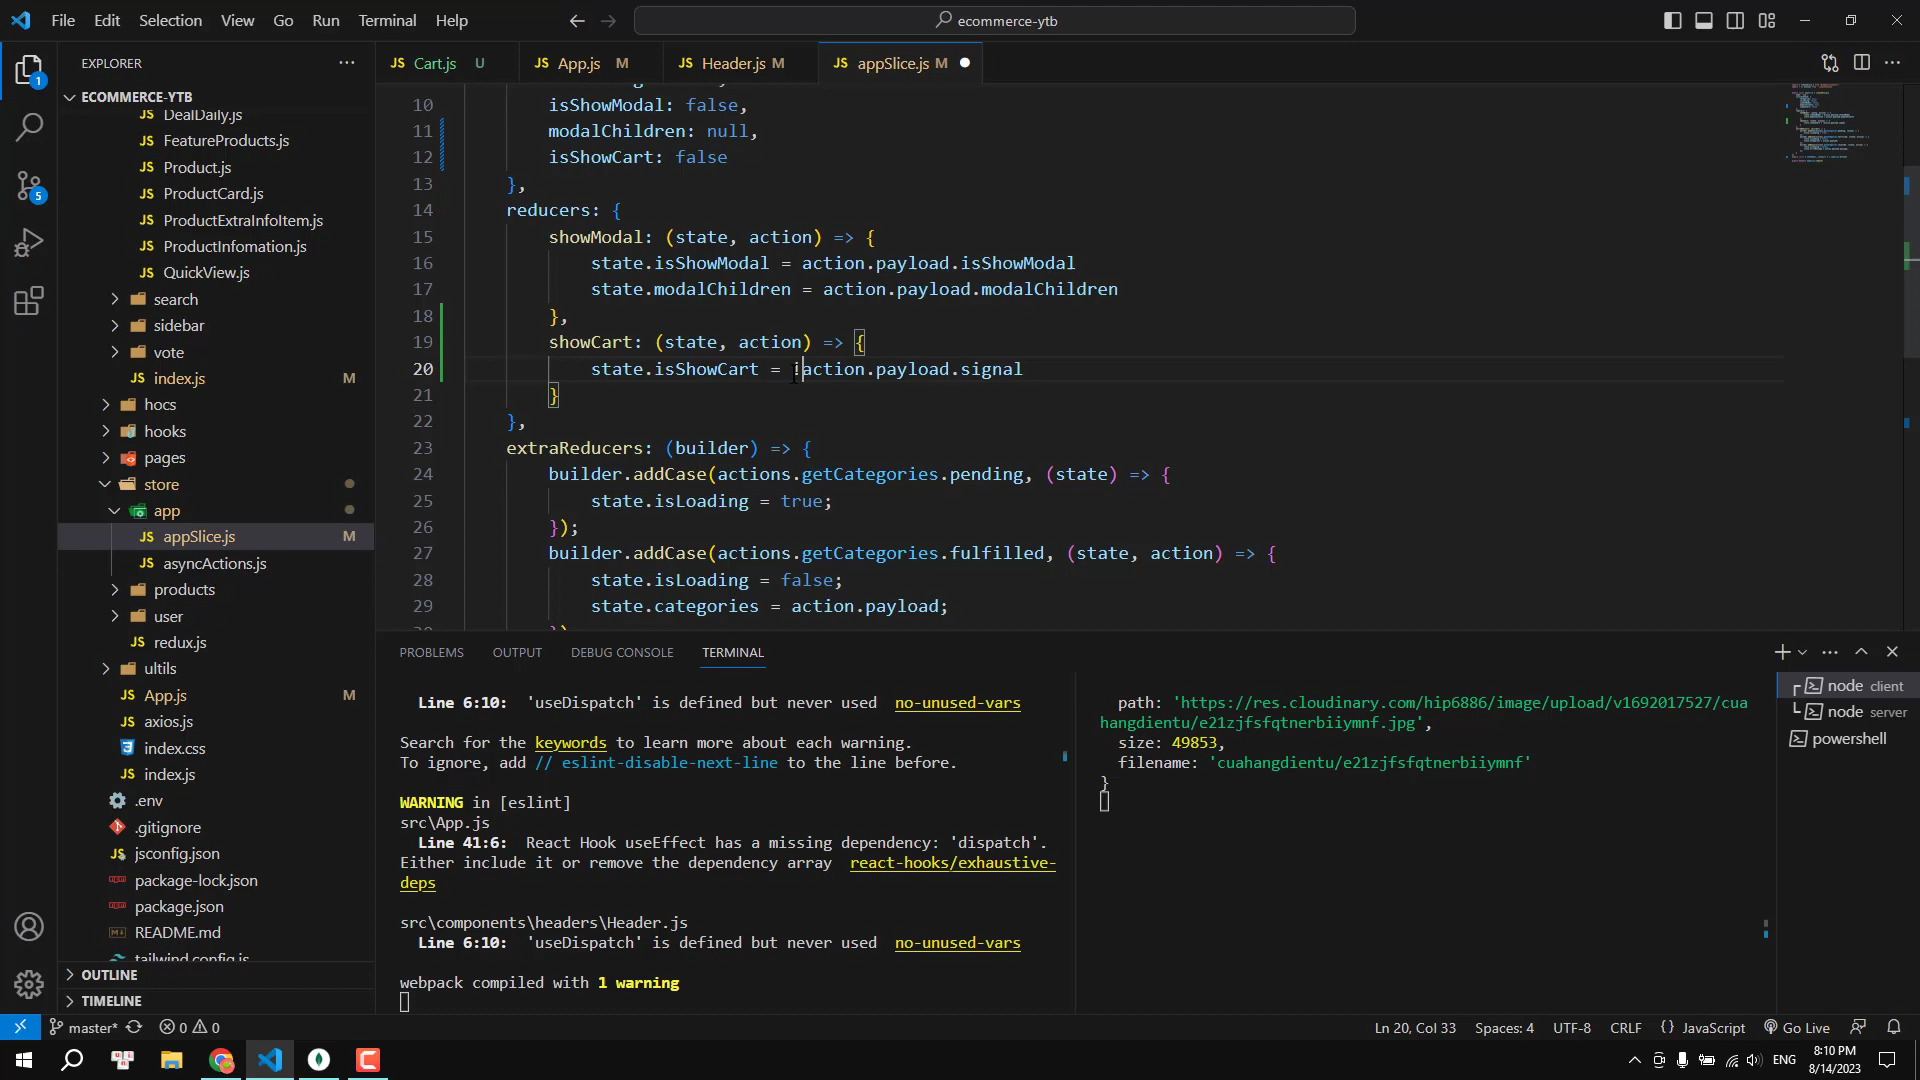 File Edit Selection View Go Run Terminal Help
ecommerce-ytb
EXPLORER
ECOMMERCE-YTB
DealDaily.js
FeatureProducts.js
Product.js
ProductCard.js
ProductExtraInfoItem.js
ProductInfomation.js
QuickView.js
search
sidebar
vote
index.js M
hocs
hooks
pages
store
app
appSlice.js M
asyncActions.js
products
user
redux.js
ultils
App.js M
axios.js
index.css
index.js
.env
.gitignore
jsconfig.json
package-lock.json
package.json
README.md
tailwind.config.js
OUTLINE
TIMELINE
JS Cart.js U
JS App.js M
JS Header.js M
JS appSlice.js M
10 isShowModal: false,
11 modalChildren: null,
12 isShowCart: false
13 },
14 reducers: {
15 showModal: (state, action) => {
16 state.isShowModal = action.payload.isShowModal
17 state.modalChildren = action.payload.modalChildren
18 },
19 showCart: (state, action) => {
20 state.isShowCart = action.payload.signal
21 }
22 },
23 extraReducers: (builder) => {
24 builder.addCase(actions.getCategories.pending, (state) => {
25 state.isLoading = true;
26 });
27 builder.addCase(actions.getCategories.fulfilled, (state, action) => {
28 state.isLoading = false;
29 state.categories = action.payload;
PROBLEMS OUTPUT DEBUG CONSOLE TERMINAL
Line 6:10: 'useDispatch' is defined but never used no-unused-vars
Search for the keywords to learn more about each warning.
To ignore, add // eslint-disable-next-line to the line before.
WARNING in [eslint]
src\App.js
Line 41:6: React Hook useEffect has a missing dependency: 'dispatch'.
Either include it or remove the dependency array react-hooks/exhaustive-
deps
src\components\headers\Header.js
Line 6:10: 'useDispatch' is defined but never used no-unused-vars
webpack compiled with 1 warning
path: 'https://res.cloudinary.com/hip6886/image/upload/v1692017527/cua
hangdientu/e21zjfsfqtnerbiiymnf.jpg',
size: 49853,
filename: 'cuahangdientu/e21zjfsfqtnerbiiymnf'
}
node client
node server
powershell
master* 0 0
Ln 20, Col 33 Spaces: 4 UTF-8 CRLF {} JavaScript Go Live
ENG
8:10 PM
8/14/2023